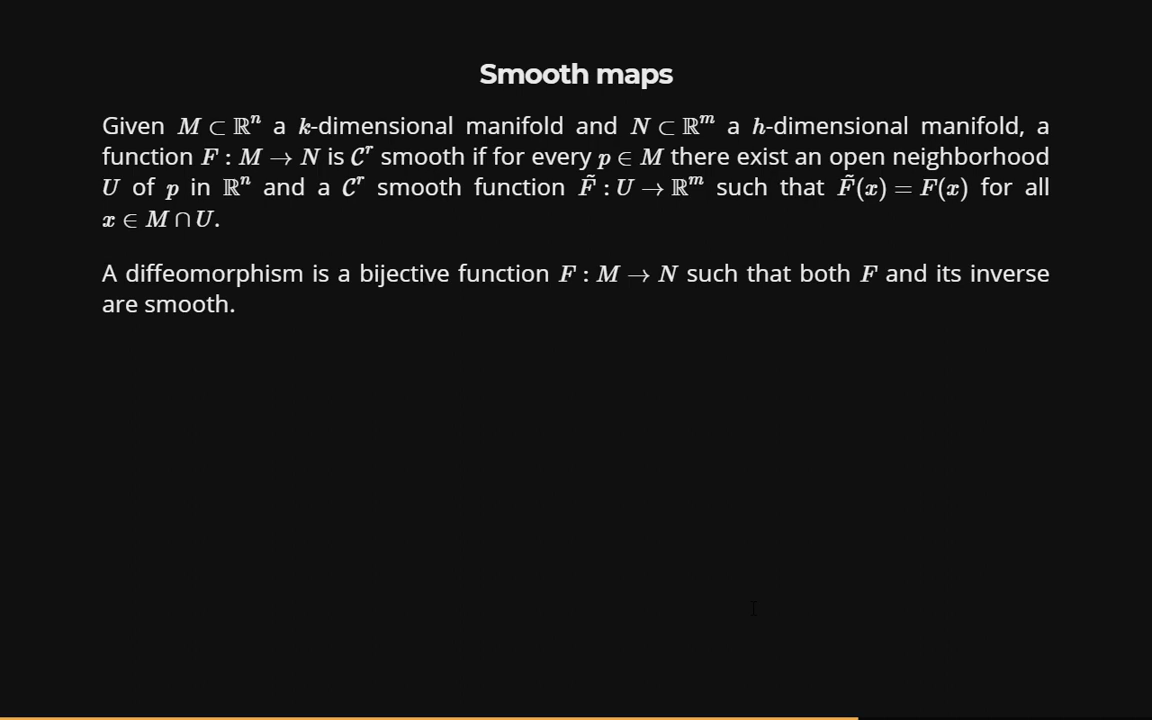 Smooth maps
Given M ⊂ ℝⁿ a k-dimensional manifold and N ⊂ ℝᵐ a h-dimensional manifold, a
function F : M → N is 𝒞ʳ smooth if for every p ∈ M there exist an open neighborhood
U of p in ℝⁿ and a 𝒞ʳ smooth function F̃ : U → ℝᵐ such that F̃(x) = F(x) for all
x ∈ M ∩ U.
A diffeomorphism is a bijective function F : M → N such that both F and its inverse
are smooth.